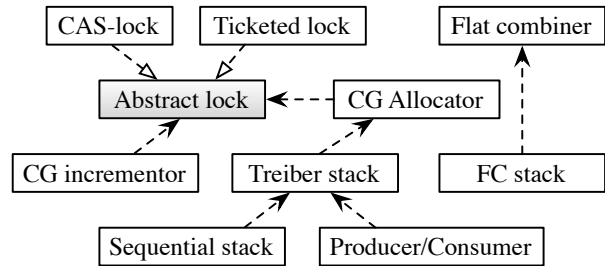 CAS-lock
Ticketed lock
Flat combiner
Abstract lock
CG Allocator
CG incrementor
Treiber stack
FC stack
Sequential stack
Producer/Consumer